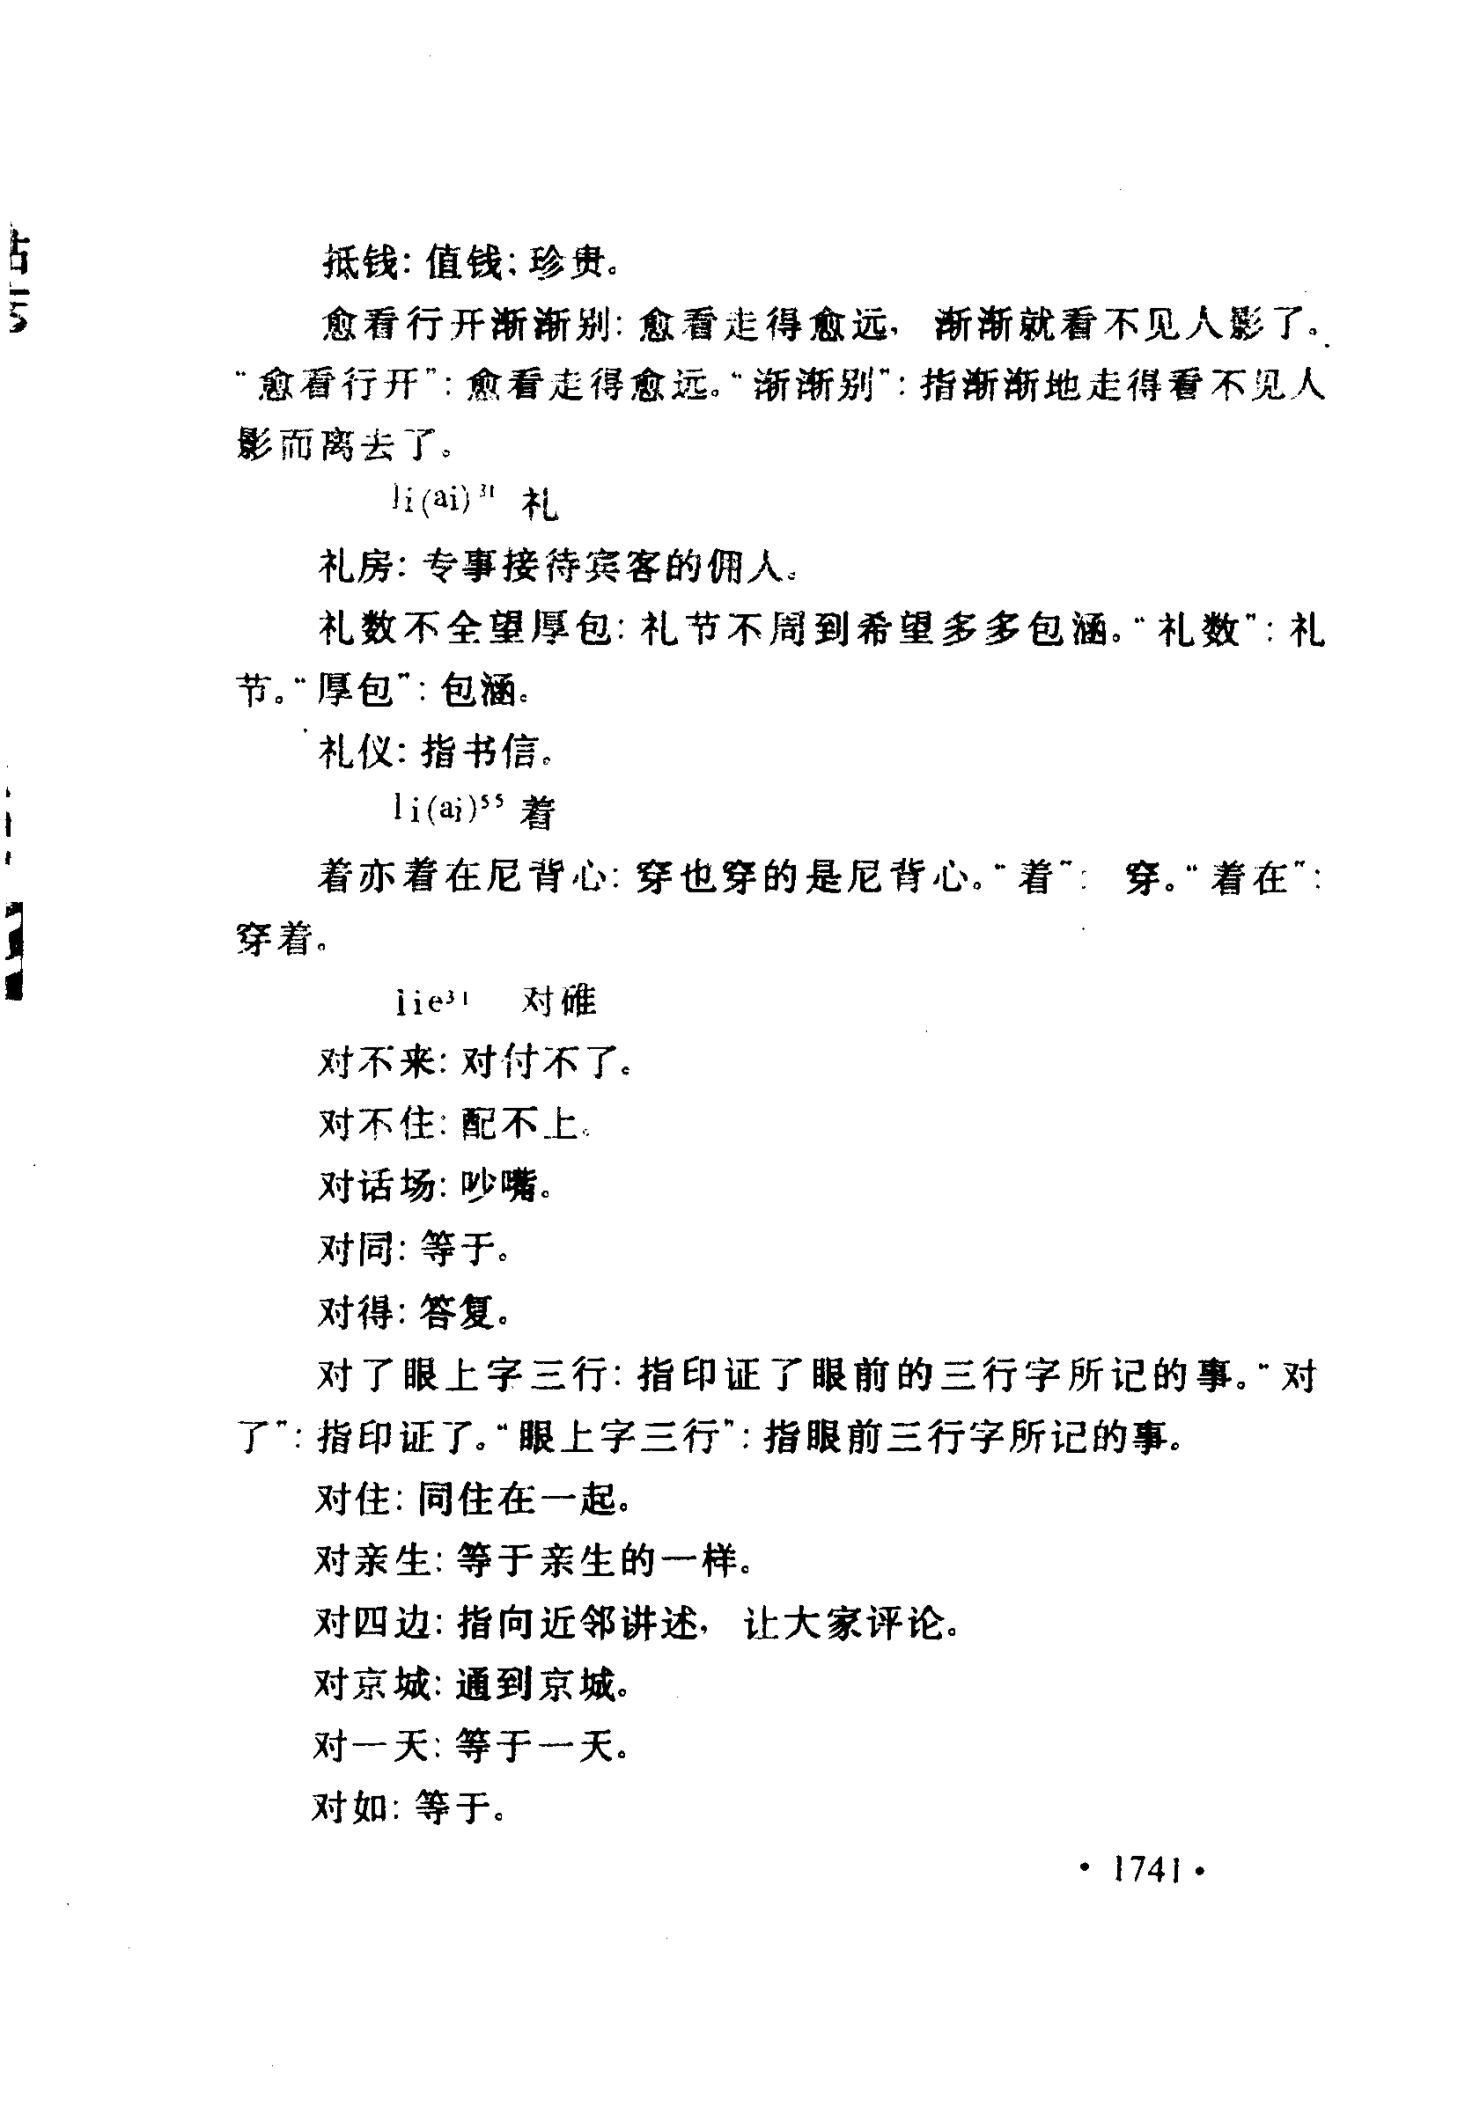 抵钱：值钱；珍贵。
愈看行开渐渐别：愈看走得愈远，渐渐就看不见人影了。
“愈看行开”：愈看走得愈远。“渐渐别”：指渐渐地走得看不见人
影而离去了。
li(ai)³¹ 礼
礼房：专事接待宾客的佣人。
礼数不全望厚包：礼节不周到希望多多包涵。“礼数”：礼
节。“厚包”：包涵。
礼仪：指书信。
li(ai)⁵⁵ 着
着亦着在尼背心：穿也穿的是尼背心。“着”：穿。“着在”：
穿着。
lie³¹ 对碓
对不来：对付不了。
对不住：配不上。
对话场：吵嘴。
对同：等于。
对得：答复。
对了眼上字三行：指印证了眼前的三行字所记的事。“对
了”：指印证了。“眼上字三行”：指眼前三行字所记的事。
对住：同住在一起。
对亲生：等于亲生的一样。
对四边：指向近邻讲述，让大家评论。
对京城：通到京城。
对一天：等于一天。
对如：等于。
·1741·